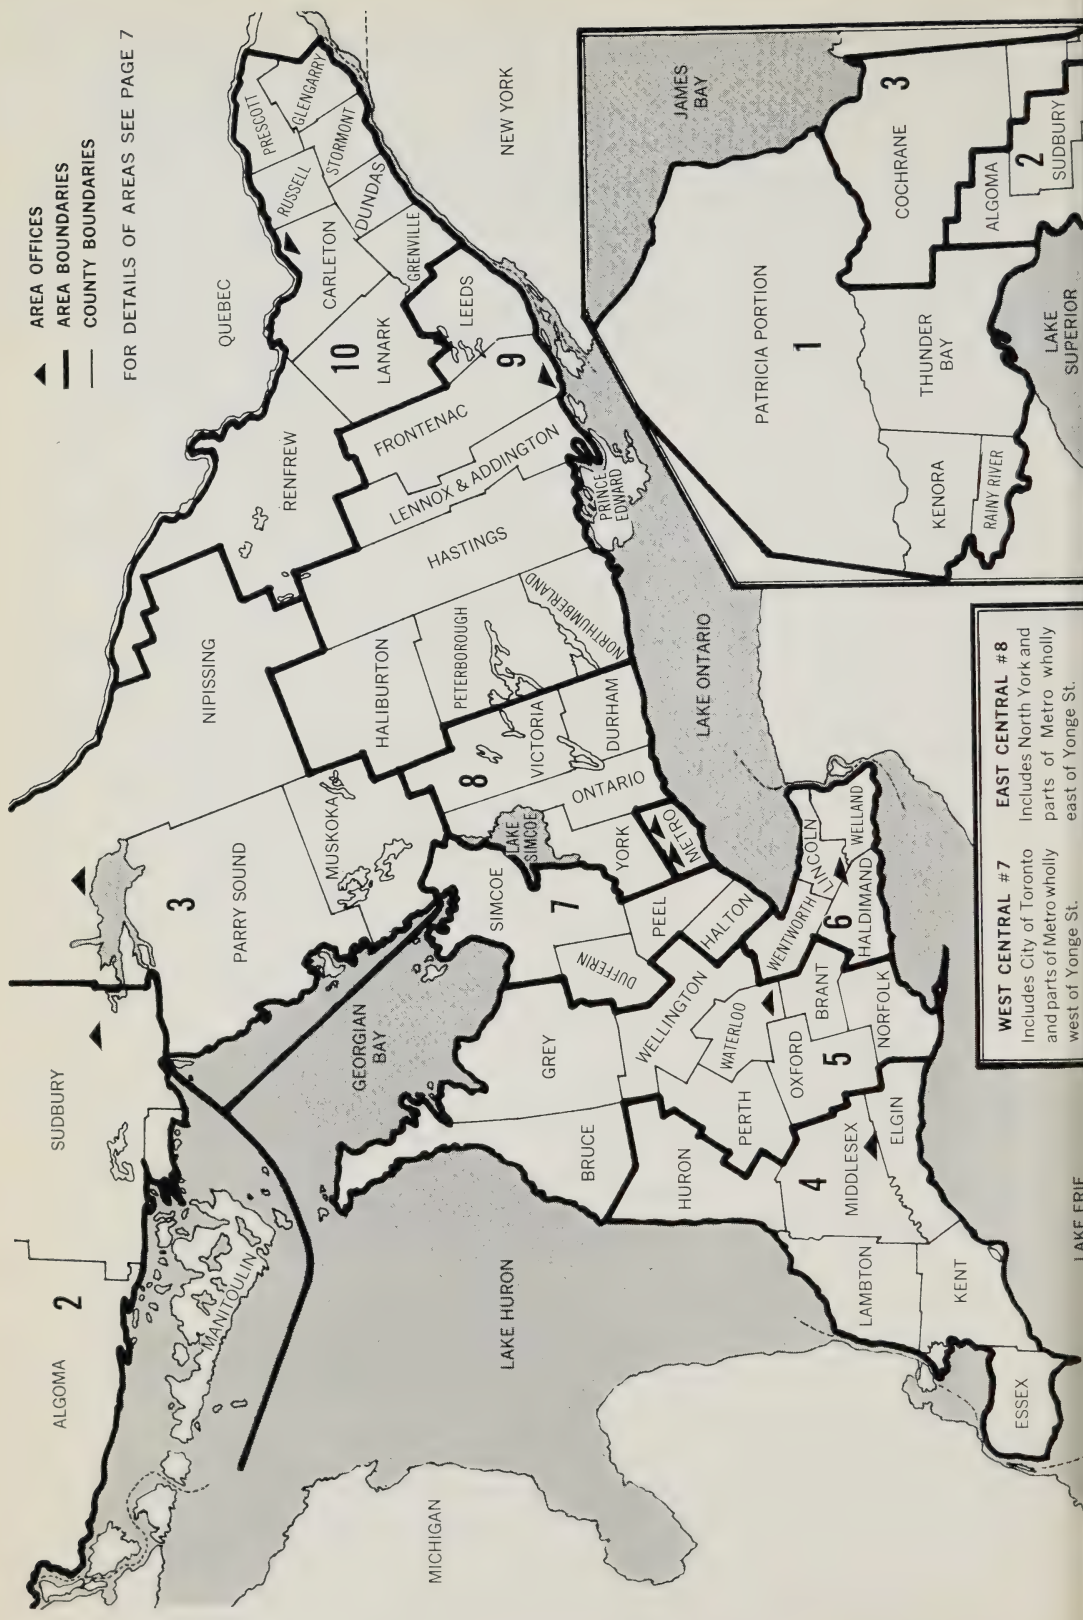 AREA OFFICES
AREA BOUNDARIES
COUNTY BOUNDARIES
FOR DETAILS OF AREAS SEE PAGE 7
ALGOMA
2
SUDBURY
MANITOULIN
3
PARRY SOUND
NIPISSING
MUSKOKA
QUEBEC
RENFREW
10
LANARK
CARLETON
RUSSELL
PRESCOTT
GLENGARRY
STORMONT
DUNDAS
GRENVILLE
LEEDS
9
FRONTENAC
LENNOX & ADDINGTON
HASTINGS
PRINCE
EDWARD
HALIBURTON
PETERBOROUGH
NORTHUMBERLAND
8
VICTORIA
DURHAM
ONTARIO
LAKE
SIMCOE
SIMCOE
7
YORK
METRO
PEEL
HALTON
DUFFERIN
GEORGIAN
BAY
GREY
BRUCE
WELLINGTON
WATERLOO
WENTWORTH
LINCOLN
WELLAND
6
HALDIMAND
BRANT
NORFOLK
OXFORD
5
PERTH
HURON
4
MIDDLESEX
ELGIN
LAMBTON
KENT
ESSEX
LAKE HURON
MICHIGAN
LAKE ERIE
LAKE ONTARIO
NEW YORK
JAMES
BAY
PATRICIA PORTION
1
COCHRANE
3
ALGOMA
2
SUDBURY
THUNDER
BAY
KENORA
RAINY RIVER
LAKE
SUPERIOR
WEST CENTRAL #7
Includes City of Toronto
and parts of Metro wholly
west of Yonge St.
EAST CENTRAL #8
Includes North York and
parts of Metro wholly
east of Yonge St.